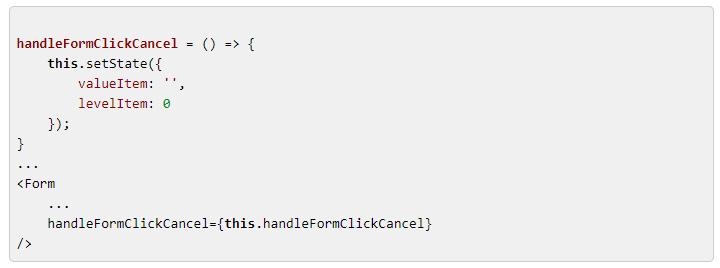 handleFormClickCancel = () => {
    this.setState({
        valueItem: '',
        levelItem: 0
    });
}
...
<Form
    ...
    handleFormClickCancel={this.handleFormClickCancel}
/>